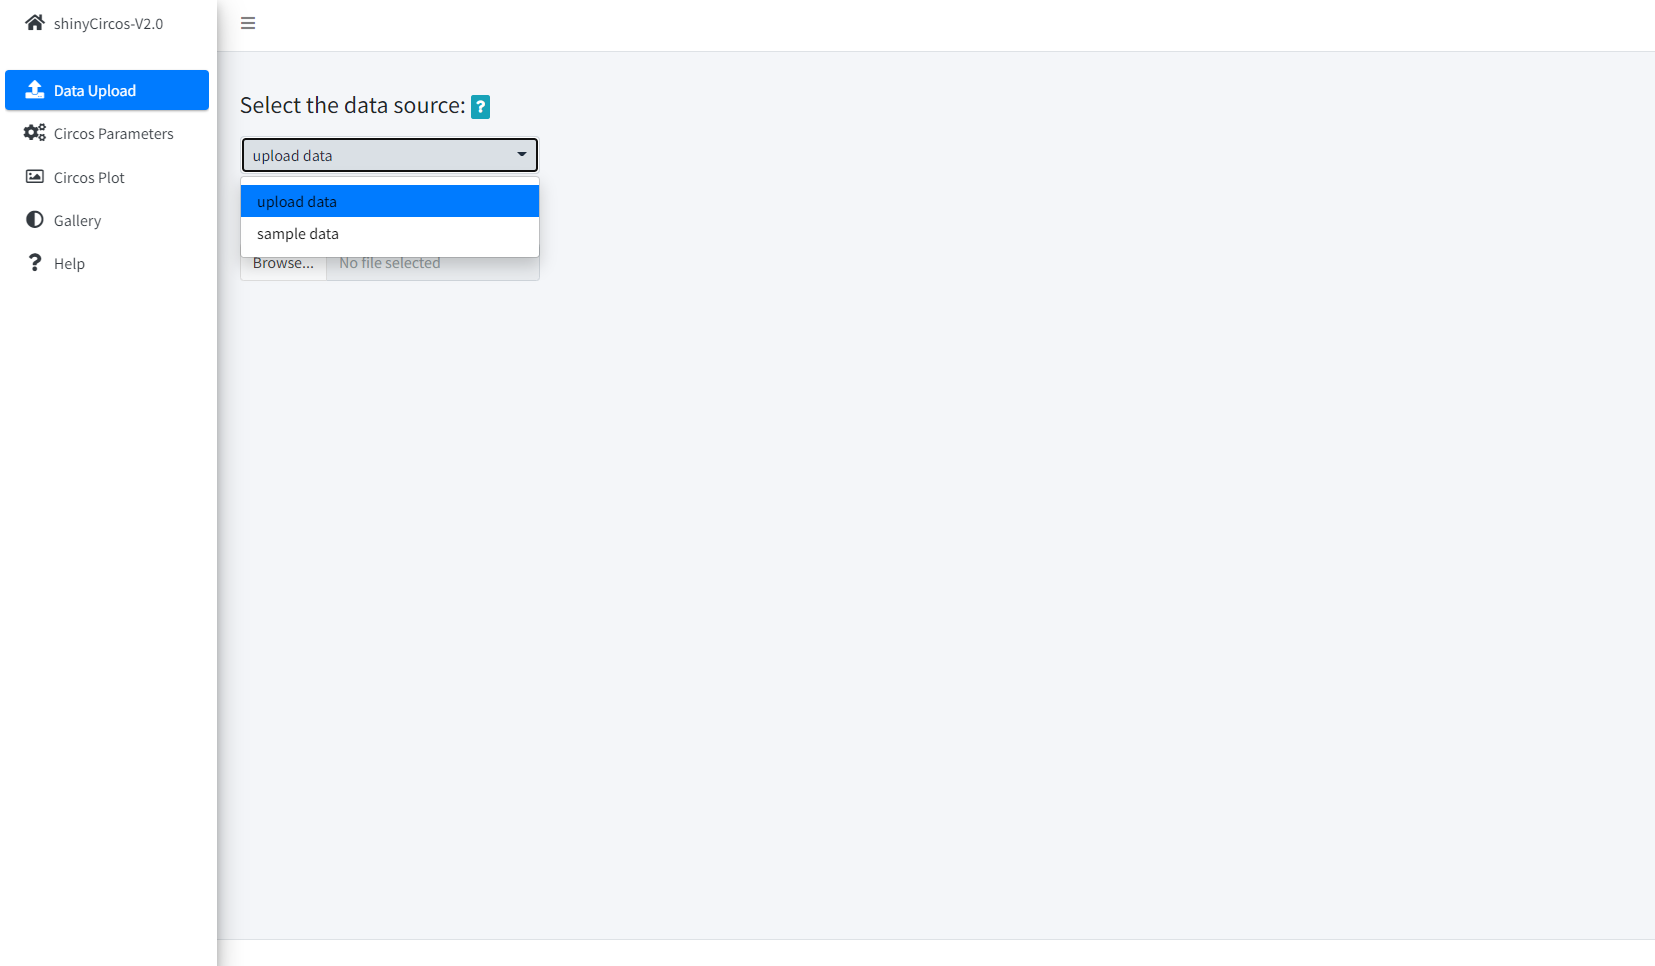 shinyCircos-V2.0
Data Upload
Circos Parameters
Circos Plot
Gallery
Help
Select the data source: ?
upload data
upload data
sample data
Browse... No file selected